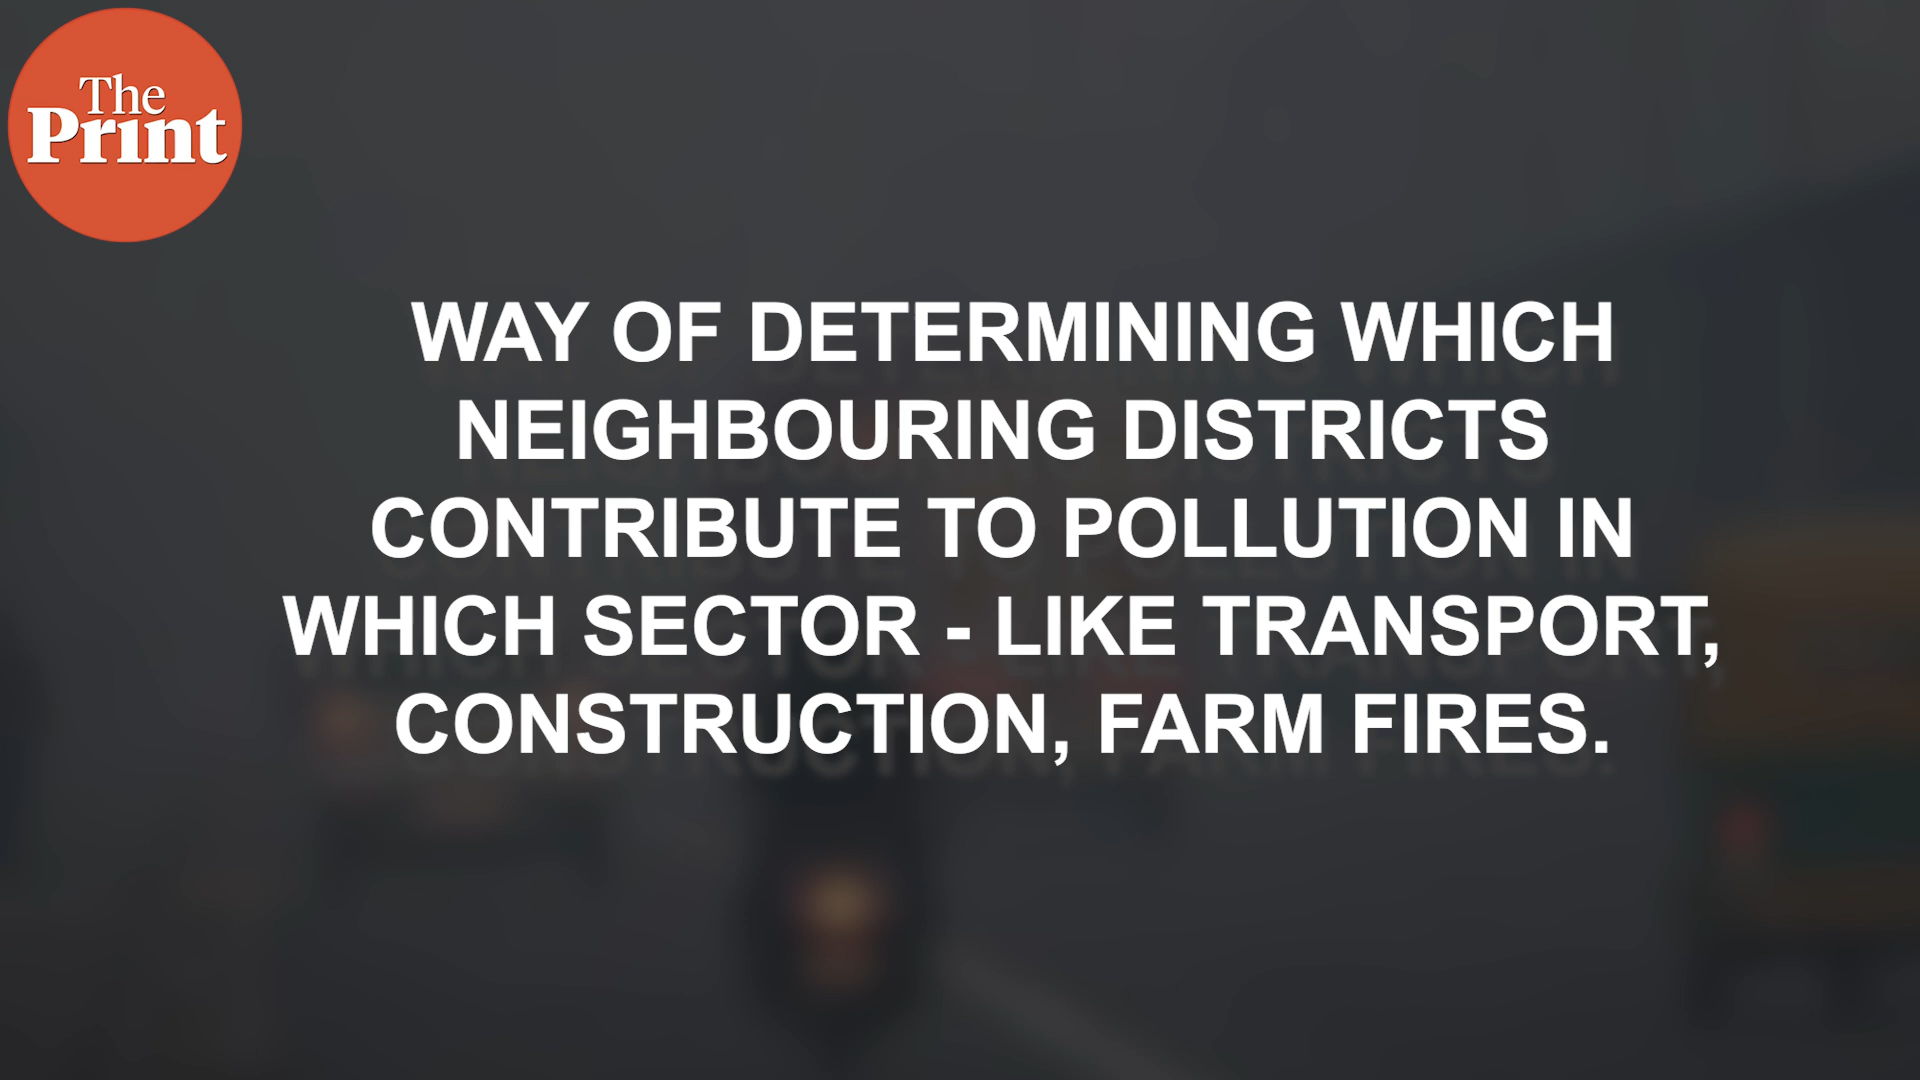 The
Print
WAY OF DETERMINING WHICH
NEIGHBOURING DISTRICTS
CONTRIBUTE TO POLLUTION IN
WHICH SECTOR - LIKE TRANSPORT,
CONSTRUCTION, FARM FIRES.